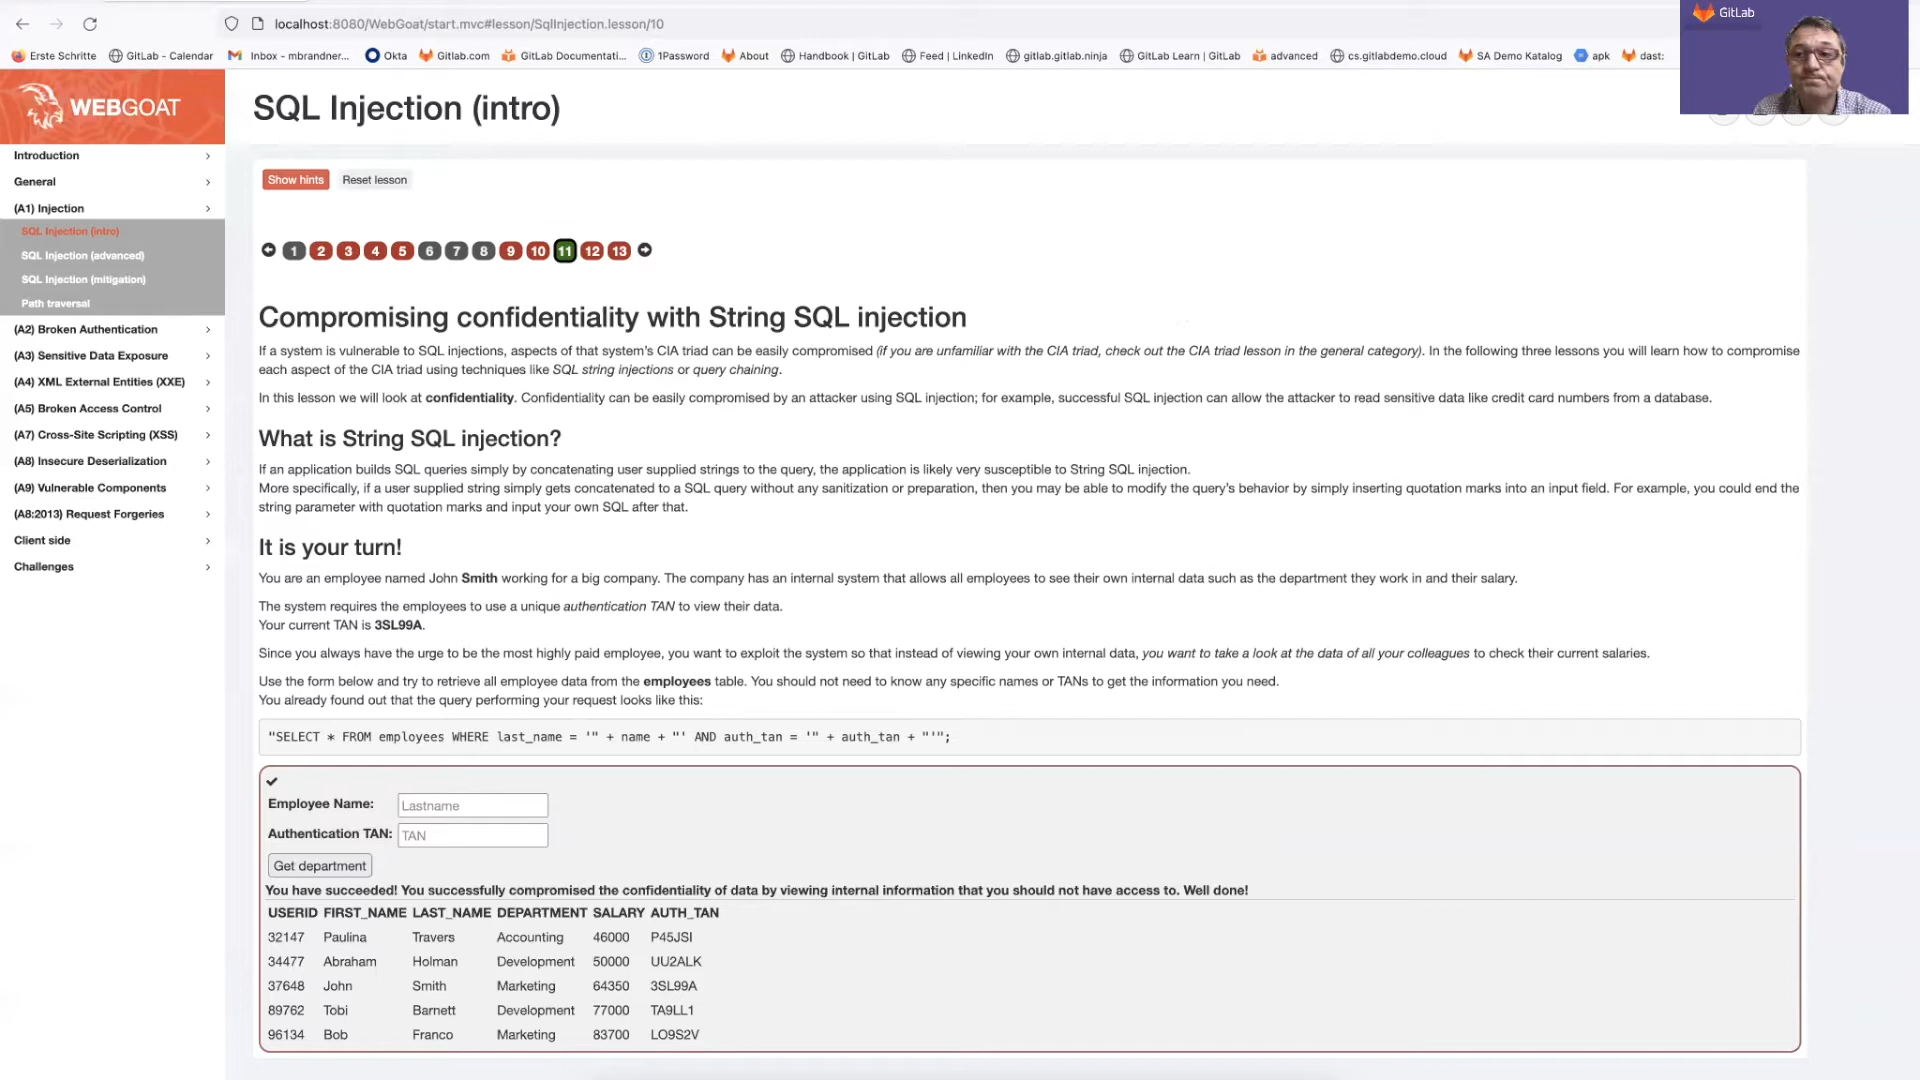 localhost:8080/WebGoat/start.mvc#lesson/SqlInjection.lesson/10
GitLab
Erste Schritte
GitLab - Calendar
Inbox - mbrandner...
Okta
Gitlab.com
GitLab Documentati...
1Password
About
Handbook | GitLab
Feed | LinkedIn
gitlab.gitlab.ninja
GitLab Learn | GitLab
advanced
cs.gitlabdemo.cloud
SA Demo Katalog
apk
dast:
WEBGOAT
SQL Injection (intro)
Introduction
General
(A1) Injection
SQL Injection (intro)
SQL Injection (advanced)
SQL Injection (mitigation)
Path traversal
(A2) Broken Authentication
(A3) Sensitive Data Exposure
(A4) XML External Entities (XXE)
(A5) Broken Access Control
(A7) Cross-Site Scripting (XSS)
(A8) Insecure Deserialization
(A9) Vulnerable Components
(A8:2013) Request Forgeries
Client side
Challenges
Show hints Reset lesson
1 2 3 4 5 6 7 8 9 10 11 12 13
Compromising confidentiality with String SQL injection
If a system is vulnerable to SQL injections, aspects of that system's CIA triad can be easily compromised (if you are unfamiliar with the CIA triad, check out the CIA triad lesson in the general category). In the following three lessons you will learn how to compromise
each aspect of the CIA triad using techniques like SQL string injections or query chaining.
In this lesson we will look at confidentiality. Confidentiality can be easily compromised by an attacker using SQL injection; for example, successful SQL injection can allow the attacker to read sensitive data like credit card numbers from a database.
What is String SQL injection?
If an application builds SQL queries simply by concatenating user supplied strings to the query, the application is likely very susceptible to String SQL injection.
More specifically, if a user supplied string simply gets concatenated to a SQL query without any sanitization or preparation, then you may be able to modify the query's behavior by simply inserting quotation marks into an input field. For example, you could end the
string parameter with quotation marks and input your own SQL after that.
It is your turn!
You are an employee named John Smith working for a big company. The company has an internal system that allows all employees to see their own internal data such as the department they work in and their salary.
The system requires the employees to use a unique authentication TAN to view their data.
Your current TAN is 3SL99A.
Since you always have the urge to be the most highly paid employee, you want to exploit the system so that instead of viewing your own internal data, you want to take a look at the data of all your colleagues to check their current salaries.
Use the form below and try to retrieve all employee data from the employees table. You should not need to know any specific names or TANs to get the information you need.
You already found out that the query performing your request looks like this:
"SELECT * FROM employees WHERE last_name = '" + name + "' AND auth_tan = '" + auth_tan + "'";
Employee Name: Lastname
Authentication TAN: TAN
Get department
You have succeeded! You successfully compromised the confidentiality of data by viewing internal information that you should not have access to. Well done!
USERID FIRST_NAME LAST_NAME DEPARTMENT SALARY AUTH_TAN
32147 Paulina Travers Accounting 46000 P45JSI
34477 Abraham Holman Development 50000 UU2ALK
37648 John Smith Marketing 64350 3SL99A
89762 Tobi Barnett Development 77000 TA9LL1
96134 Bob Franco Marketing 83700 LO9S2V